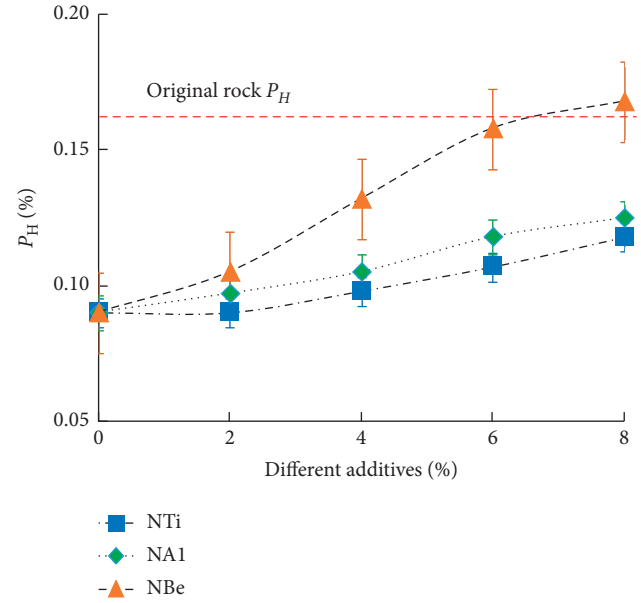 0.20
Original rock P_H
0.15
P_H (%)
0.10
0.05
0 2 4 6 8
Different additives (%)
NTi
NA1
NBe